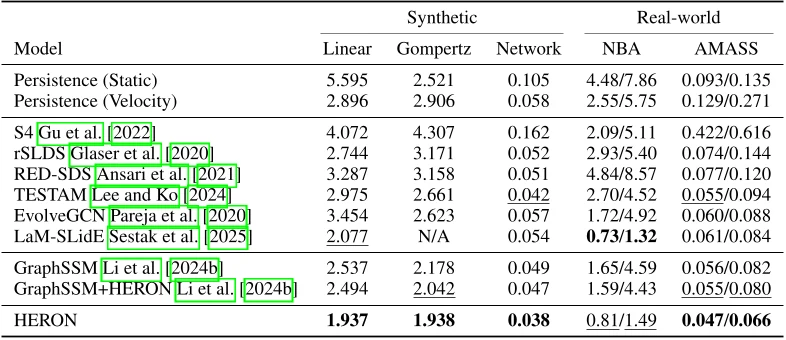 Synthetic Real-world
Model Linear Gompertz Network NBA AMASS
Persistence (Static) 5.595 2.521 0.105 4.48/7.86 0.093/0.135
Persistence (Velocity) 2.896 2.906 0.058 2.55/5.75 0.129/0.271
S4 Gu et al. [2022] 4.072 4.307 0.162 2.09/5.11 0.422/0.616
rSLDS Glaser et al. [2020] 2.744 3.171 0.052 2.93/5.40 0.074/0.144
RED-SDS Ansari et al. [2021] 3.287 3.158 0.051 4.84/8.57 0.077/0.120
TESTAM Lee and Ko [2024] 2.975 2.661 0.042 2.70/4.52 0.055/0.094
EvolveGCN Pareja et al. [2020] 3.454 2.623 0.057 1.72/4.92 0.060/0.088
LaM-SLidE Sestak et al. [2025] 2.077 N/A 0.054 0.73/1.32 0.061/0.084
GraphSSM Li et al. [2024b] 2.537 2.178 0.049 1.65/4.59 0.056/0.082
GraphSSM+HERON Li et al. [2024b] 2.494 2.042 0.047 1.59/4.43 0.055/0.080
HERON 1.937 1.938 0.038 0.81/1.49 0.047/0.066